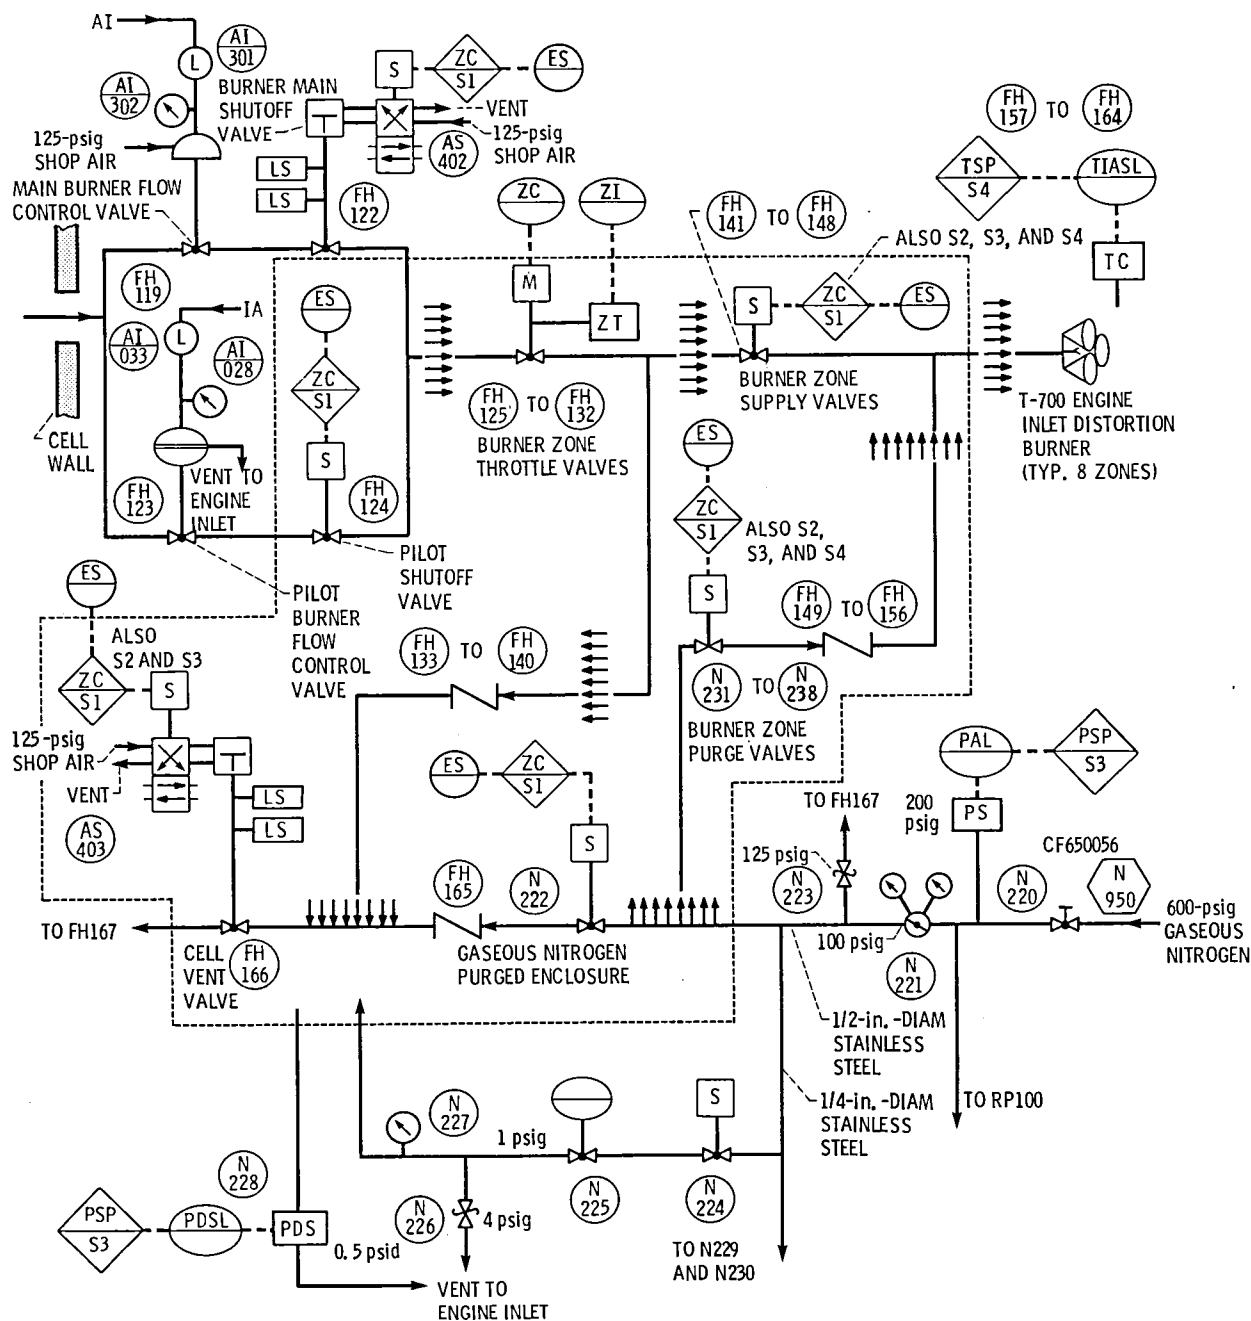 AI
AI
301
L
AI
302
BURNER MAIN
SHUTOFF
VALVE
S
ZC
S1
ES
VENT
125-psig
SHOP AIR
AS
402
125-psig
SHOP AIR
MAIN BURNER FLOW
CONTROL VALVE
LS
LS
FH
122
FH
119
AI
033
L
IA
AI
028
CELL
WALL
FH
123
VENT TO
ENGINE
INLET
ES
ZC
S1
S
FH
124
PILOT
SHUTOFF
VALVE
PILOT
BURNER
FLOW
CONTROL
VALVE
ZC
ZI
M
ZT
FH
125
TO
FH
132
BURNER ZONE
THROTTLE VALVES
FH
141
TO
FH
148
ALSO S2, S3, AND S4
S
ZC
S1
ES
BURNER ZONE
SUPPLY VALVES
FH
157
TO
FH
164
TSP
S4
TIASL
TC
T-700 ENGINE
INLET DISTORTION
BURNER
(TYP. 8 ZONES)
ES
ZC
S1
ALSO S2,
S3, AND S4
S
FH
149
TO
FH
156
N
231
TO
N
238
BURNER ZONE
PURGE VALVES
FH
133
TO
FH
140
ES
ALSO
S2 AND S3
ZC
S1
S
125-psig
SHOP AIR
VENT
AS
403
LS
LS
TO FH167
CELL
VENT
VALVE
FH
166
ES
ZC
S1
S
FH
165
N
222
GASEOUS NITROGEN
PURGED ENCLOSURE
TO FH167
125 psig
N
223
100 psig
N
221
200
psig
PAL
PSP
S3
PS
CF650056
N
220
N
950
600-psig
GASEOUS
NITROGEN
1/2-in.-DIAM
STAINLESS
STEEL
1/4-in.-DIAM
STAINLESS
STEEL
TO RP100
N
227
1 psig
S
N
225
N
224
N
226
4 psig
TO N229
AND N230
N
228
PSP
S3
PDSL
PDS
0.5 psid
VENT TO
ENGINE INLET